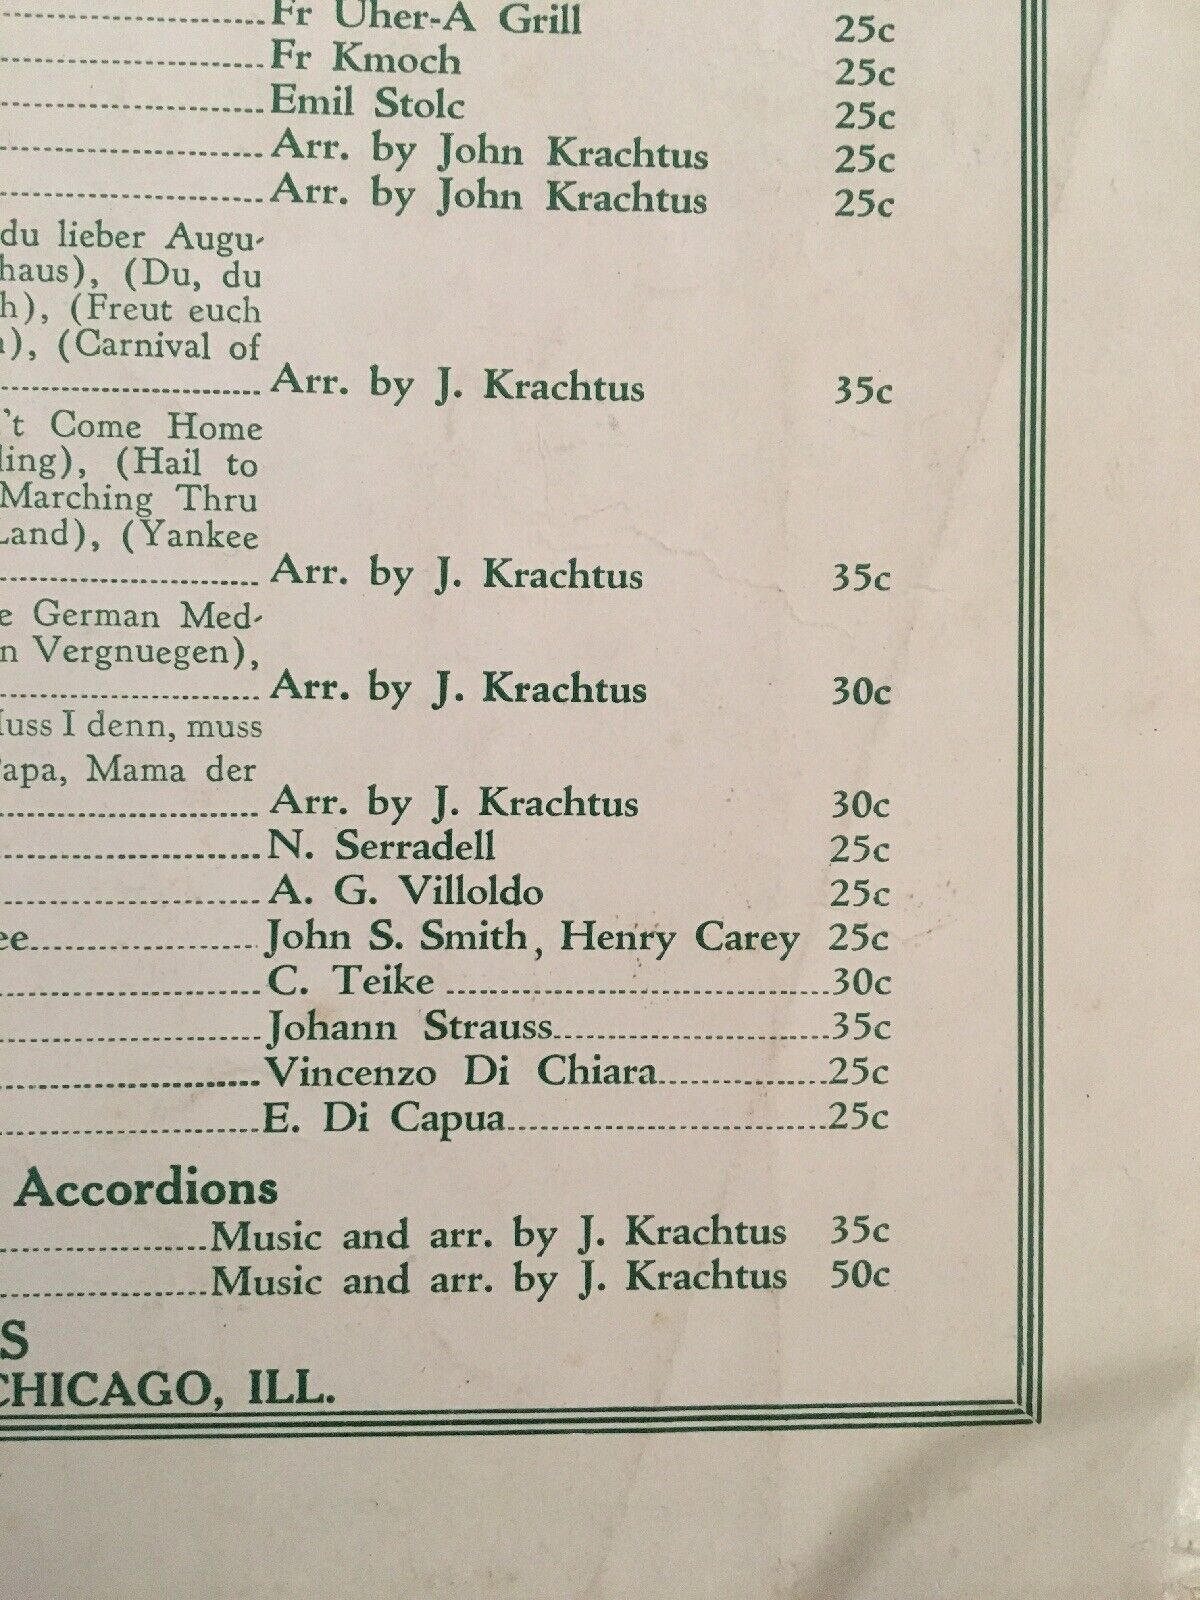 Fr Uher-A Grill 25c
Fr Kmoch 25c
Emil Stolc 25c
Arr. by John Krachtus 25c
Arr. by John Krachtus 25c
du lieber Augu-
haus), (Du, du
h), (Freut euch
), (Carnival of
Arr. by J. Krachtus 35c
't Come Home
ling), (Hail to
Marching Thru
Land), (Yankee
Arr. by J. Krachtus 35c
e German Med-
n Vergnuegen),
Arr. by J. Krachtus 30c
uss I denn, muss
Papa, Mama der
Arr. by J. Krachtus 30c
N. Serradell 25c
A. G. Villoldo 25c
ee John S. Smith, Henry Carey 25c
C. Teike 30c
Johann Strauss 35c
Vincenzo Di Chiara 25c
E. Di Capua 25c
Accordions
Music and arr. by J. Krachtus 35c
Music and arr. by J. Krachtus 50c
S
CHICAGO, ILL.